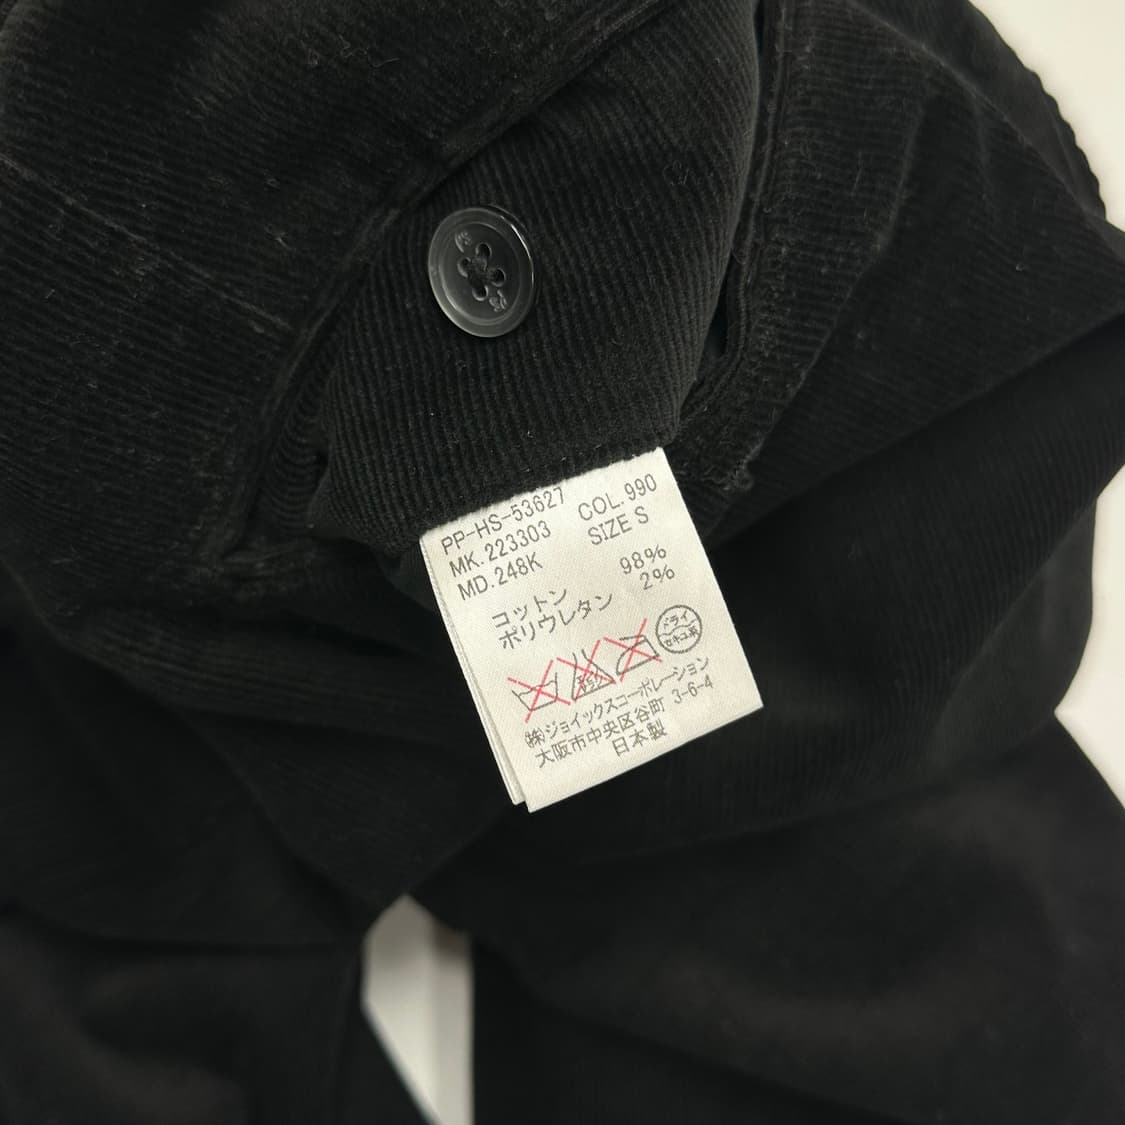 PP-HS-53627 COL.990
MK.223303 SIZE S
MD.248K
コットン 98%
ポリウレタン 2%
ドライ
セキユ系
(株)ジョイックスコーポレーション
大阪市中央区谷町 3-6-4
日本製